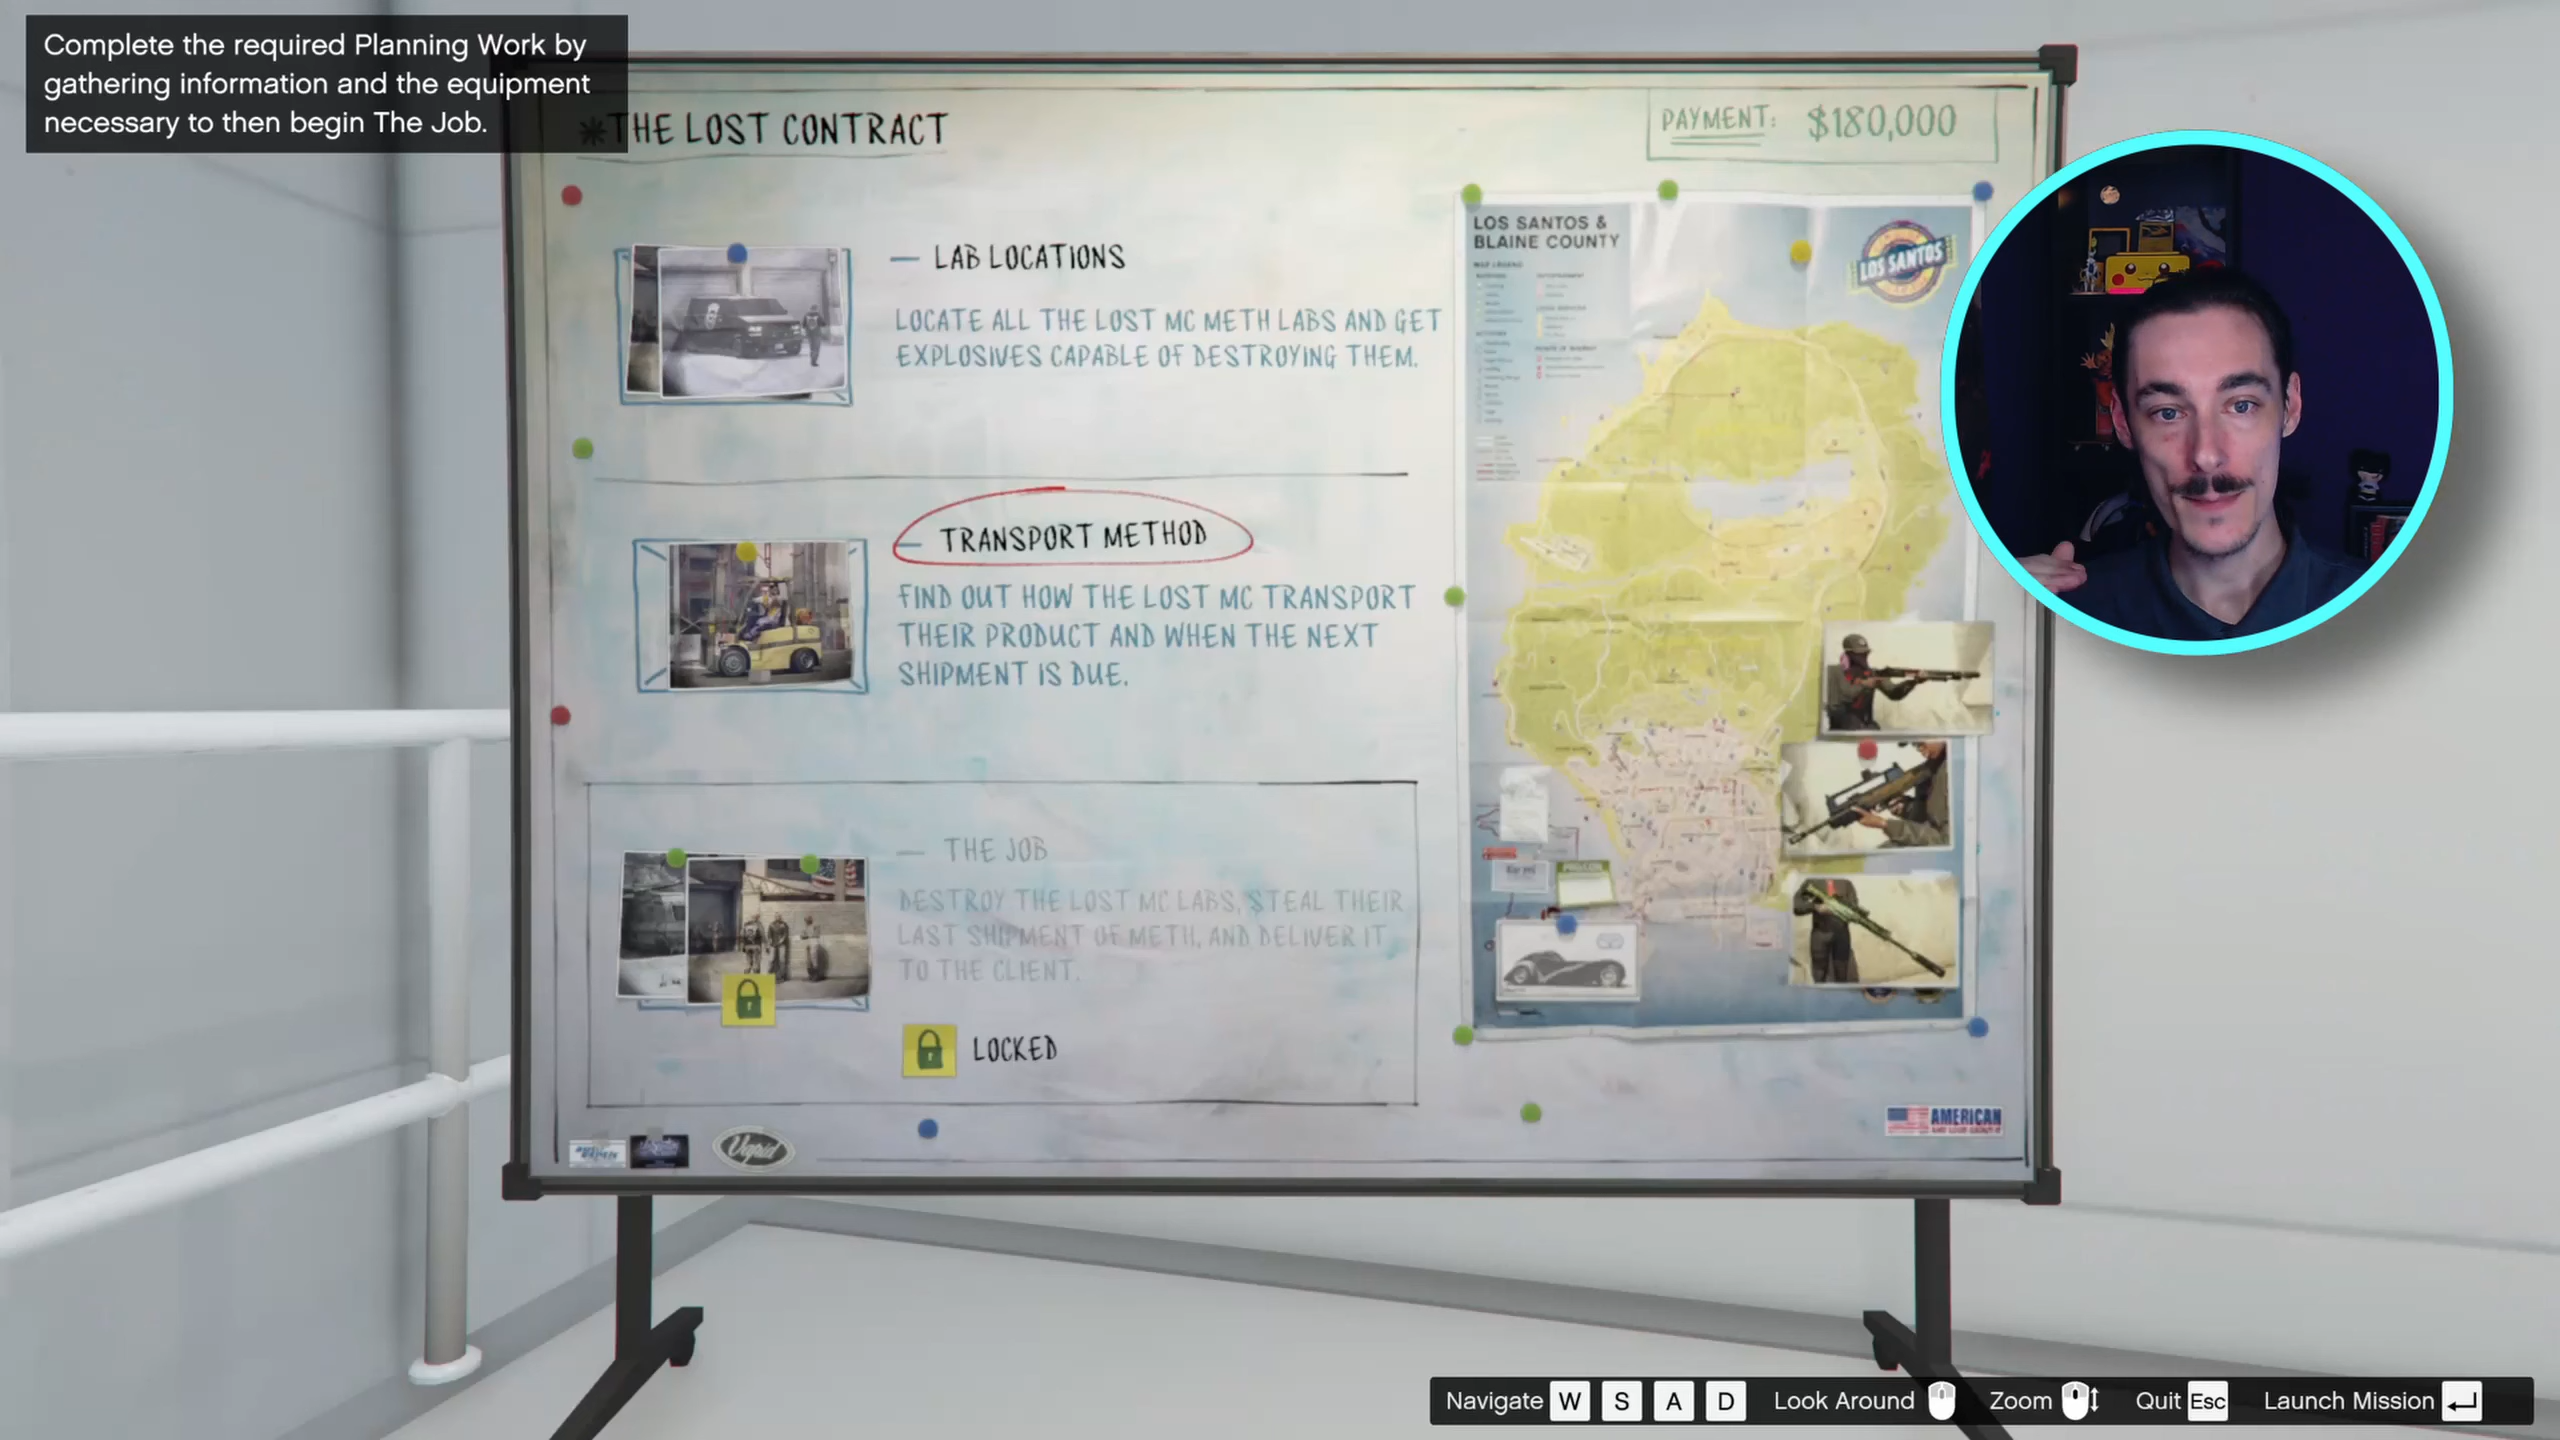 Complete the required Planning Work by
gathering information and the equipment
necessary to then begin The Job.
*THE LOST CONTRACT
PAYMENT: $180,000
— LAB LOCATIONS
LOCATE ALL THE LOST MC METH LABS AND GET
EXPLOSIVES CAPABLE OF DESTROYING THEM.
— TRANSPORT METHOD
FIND OUT HOW THE LOST MC TRANSPORT
THEIR PRODUCT AND WHEN THE NEXT
SHIPMENT IS DUE.
— THE JOB
DESTROY THE LOST MC LABS, STEAL THEIR
LAST SHIPMENT OF METH, AND DELIVER IT
TO THE CLIENT.
LOCKED
LOS SANTOS &
BLAINE COUNTY
LOS SANTOS
Vapid
AMERICAN
Navigate W S A D Look Around Zoom Quit Esc Launch Mission